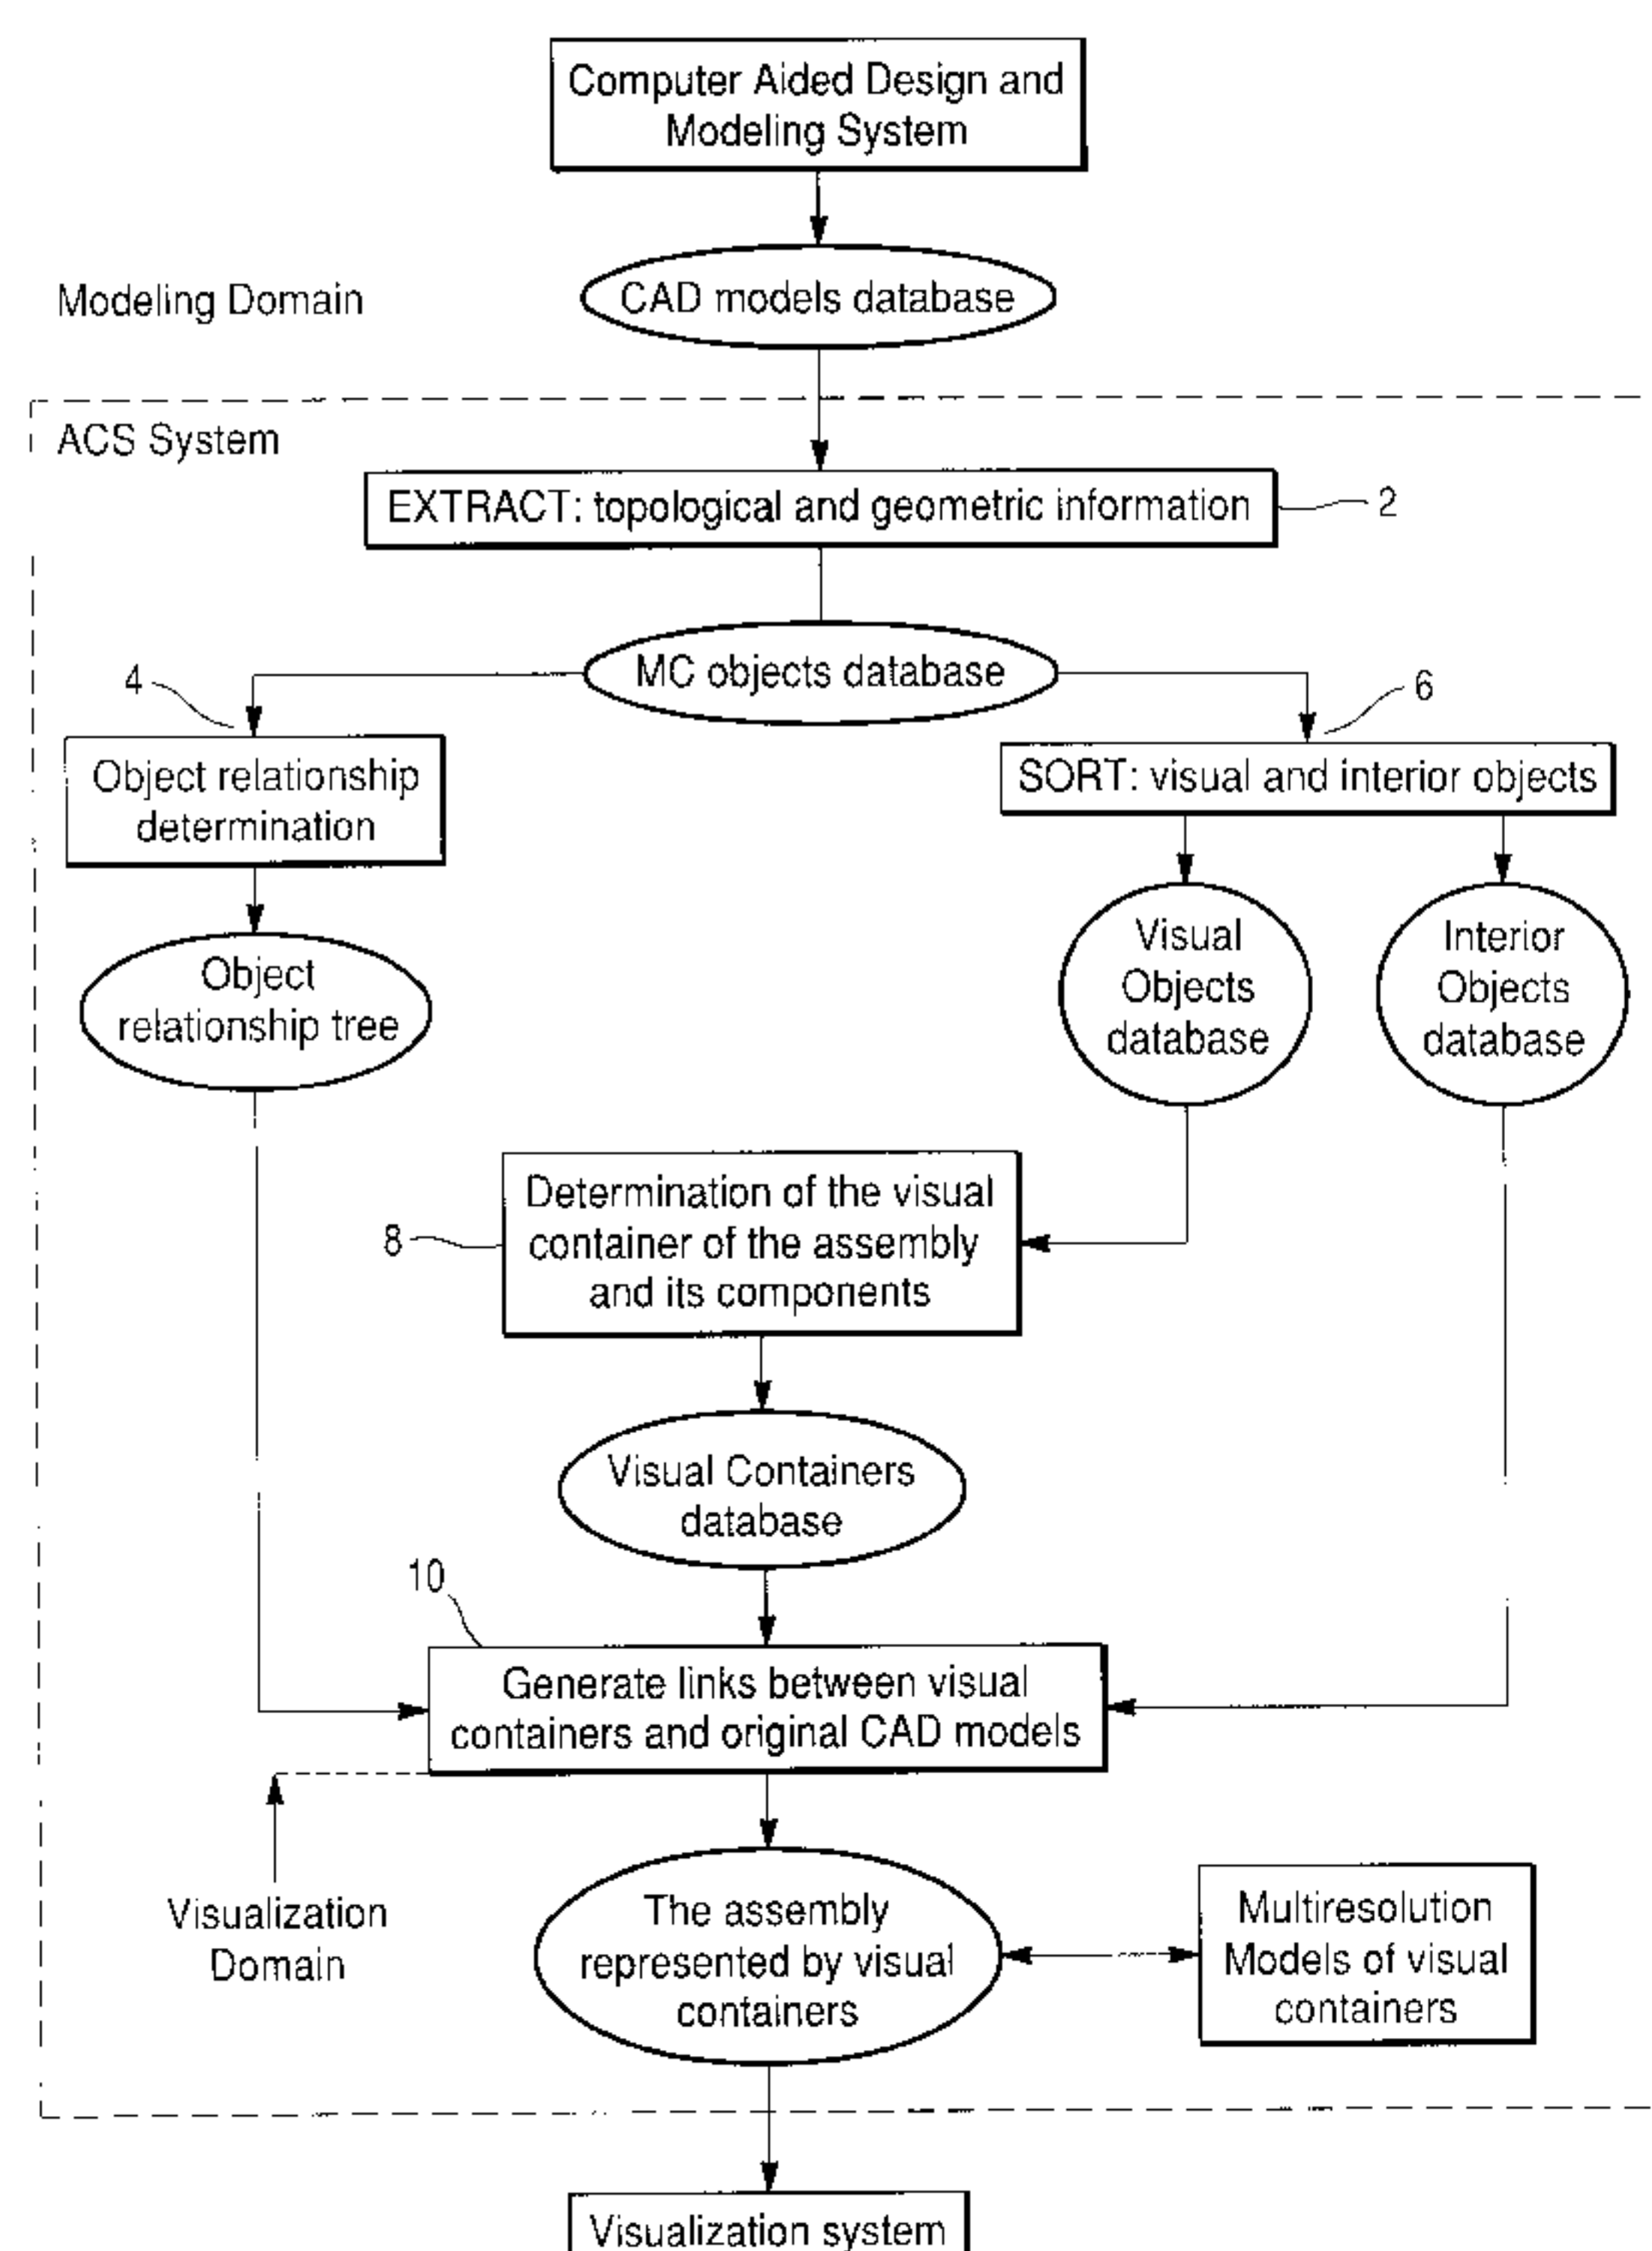 Computer Aided Design and
Modeling System
Modeling Domain
CAD models database
ACS System
EXTRACT: topological and geometric information
2
MC objects database
4
6
Object relationship
determination
SORT: visual and interior objects
Object
relationship tree
Visual
Objects
database
Interior
Objects
database
8
Determination of the visual
container of the assembly
and its components
Visual Containers
database
10
Generate links between visual
containers and original CAD models
Visualization
Domain
The assembly
represented by visual
containers
Multiresolution
Models of visual
containers
Visualization system